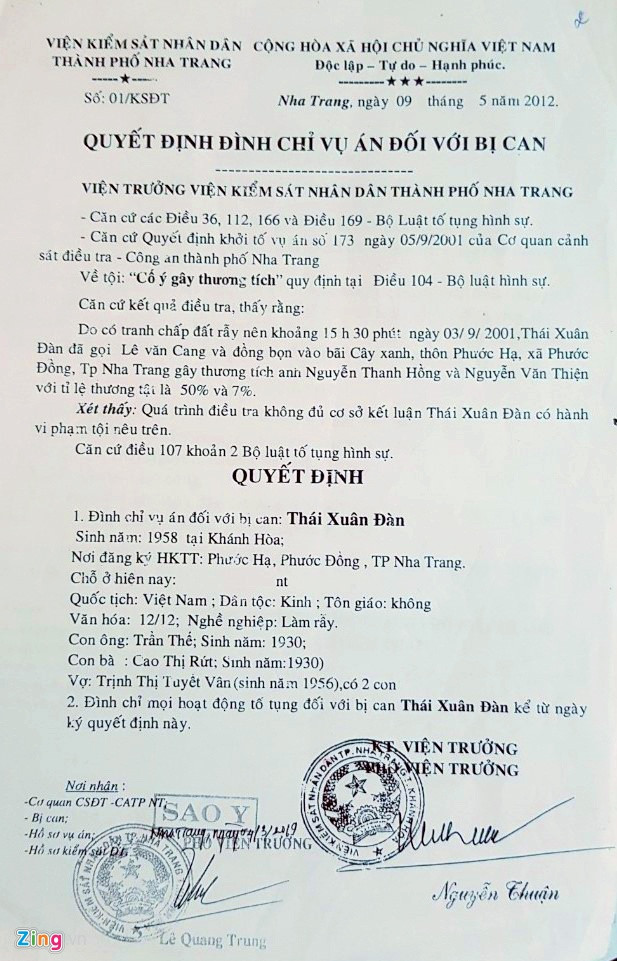 2
VIỆN KIỂM SÁT NHÂN DÂN CỘNG HÒA XÃ HỘI CHỦ NGHĨA VIỆT NAM
THÀNH PHỐ NHA TRANG Độc lập – Tự do – Hạnh phúc.
Số: 01/KSĐT Nha Trang, ngày 09 tháng 5 năm 2012.
QUYẾT ĐỊNH ĐÌNH CHỈ VỤ ÁN ĐỐI VỚI BỊ CAN
VIỆN TRƯỞNG VIỆN KIỂM SÁT NHÂN DÂN THÀNH PHỐ NHA TRANG
- Căn cứ các Điều 36, 112, 166 và Điều 169 - Bộ Luật tố tụng hình sự.
- Căn cứ Quyết định khởi tố vụ án số 173 ngày 05/9/2001 của Cơ quan cảnh
sát điều tra - Công an thành phố Nha Trang
Về tội: “Cố ý gây thương tích” quy định tại Điều 104 - Bộ luật hình sự.
Căn cứ kết quả điều tra, thấy rằng:
Do có tranh chấp đất rẫy nên khoảng 15 h 30 phút ngày 03/ 9/ 2001,Thái Xuân
Đàn đã gọi Lê văn Cang và đồng bọn vào bãi Cây xanh, thôn Phước Hạ, xã Phước
Đồng, Tp Nha Trang gây thương tích anh Nguyễn Thanh Hồng và Nguyễn Văn Thiện
với tỉ lệ thương tật là 50% và 7%.
Xét thấy: Quá trình điều tra không đủ cơ sở kết luận Thái Xuân Đàn có hành
vi phạm tội nêu trên.
Căn cứ điều 107 khoản 2 Bộ luật tố tụng hình sự.
QUYẾT ĐỊNH
1. Đình chỉ vụ án đối với bị can: Thái Xuân Đàn
Sinh năm: 1958 tại Khánh Hòa;
Nơi đăng ký HKTT: Phước Hạ, Phước Đồng , TP Nha Trang.
Chỗ ở hiên nay: nt
Quốc tịch: Việt Nam ; Dân tộc: Kinh ; Tôn giáo: không
Văn hóa: 12/12; Nghề nghiệp: Làm rẫy.
Con ông: Trần Thế; Sinh năm: 1930;
Con bà : Cao Thị Rứt; Sinh năm:1930)
Vợ: Trịnh Thị Tuyết Vân(sinh năm 1956),có 2 con
2. Đình chỉ mọi hoạt động tố tụng đối với bị can Thái Xuân Đàn kể từ ngày
ký quyết định này.
KT. VIỆN TRƯỞNG
PHÓ VIỆN TRƯỞNG
Nơi nhận :
-Cơ quan CSĐT -CATP NT;
- Bị can;
-Hồ sơ vụ án;
-Hồ sơ kiểm sát ĐT.
SAO Y
Nha Trang, ngày 04/3/2019
PHÓ VIỆN TRƯỞNG
Nguyễn Thuận
Lê Quang Trung
Zing